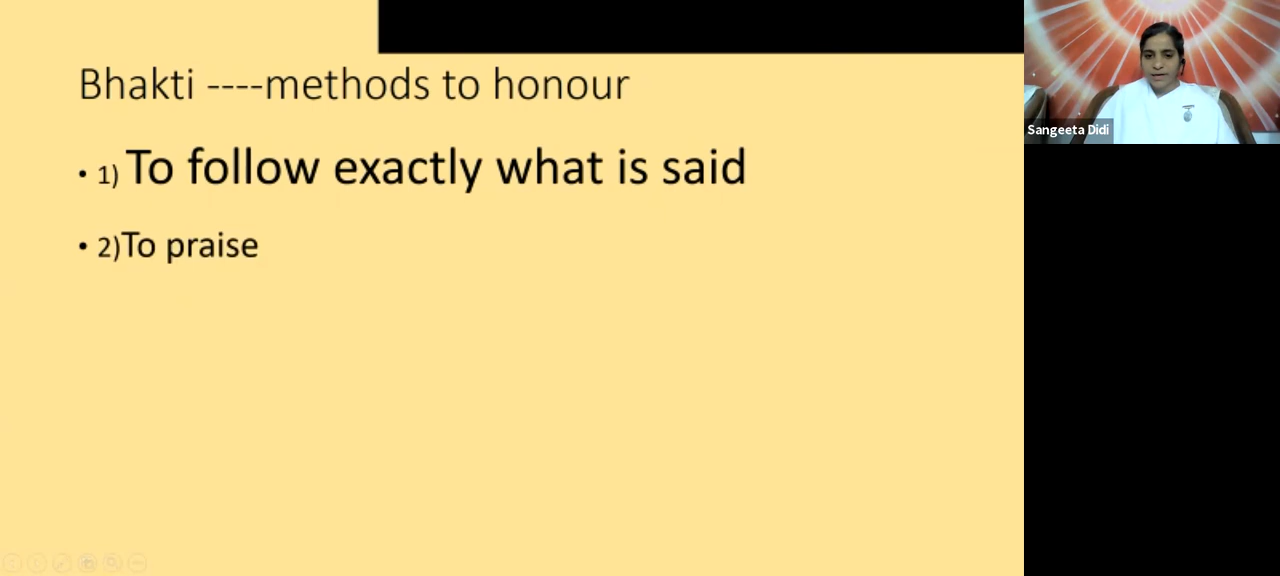 Bhakti ----methods to honour
• 1) To follow exactly what is said
• 2)To praise
Sangeeta Didi